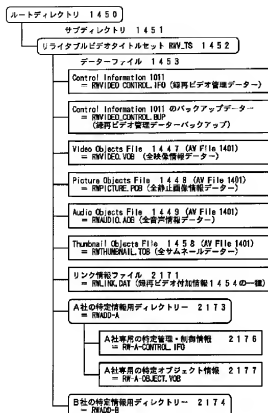 ルートディレクトリ 1450
サブディレクトリ 1451
リライタブルビデオタイトルセット RWV_TS 1452
データーファイル 1453
Control Information 1011
= RWVIDEO_CONTROL.IFO (録再ビデオ管理データー)
Control Information 1011 のバックアップデーター
= RWVIDEO_CONTROL.BUP
(録再ビデオ管理データーバックアップ)
Video Objects File 1447 (AV File 1401)
= RWVIDEO.VOB (全映像情報データー)
Picture Objects File 1448 (AV File 1401)
= RWPICTURE.POB (全静止画像情報データー)
Audio Objects File 1449 (AV File 1401)
= RWAUDIO.AOB (全音声情報データー)
Thumbnail Objects File 1458 (AV File 1401)
= RWTHUMBNAIL.TOB (全サムネールデーター)
リンク情報ファイル 2171
= RWLINK.DAT (録再ビデオ付加情報1454の一種)
A社の特定情報用ディレクトリー 2173
= RWADD-A
A社専用の特定管理・制御情報 2176
= RW-A-CONTROL.IFO
A社専用の特定オブジェクト情報 2177
= RW-A-OBJECT.VOB
B社の特定情報用ディレクトリー 2174
= RWADD-B